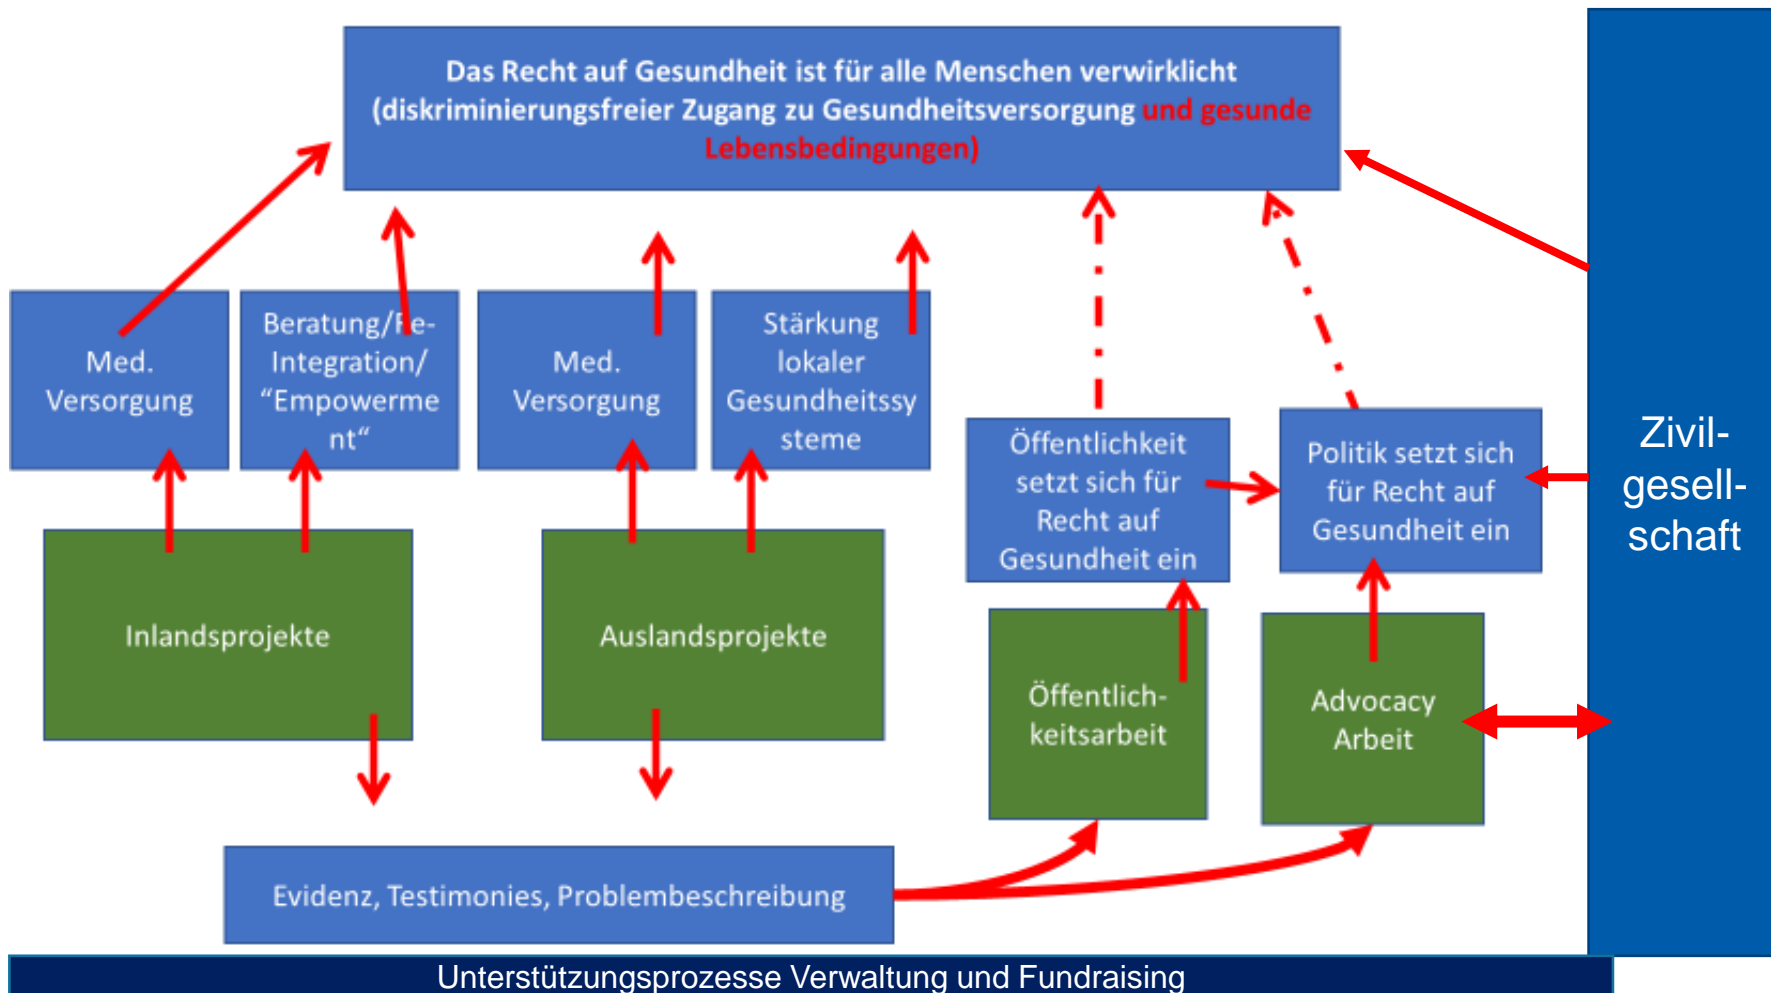 Das Recht auf Gesundheit ist für alle Menschen verwirklicht
(diskriminierungsfreier Zugang zu Gesundheitsversorgung und gesunde
Lebensbedingungen)
Med.
Versorgung
Beratung/Re-
Integration/
“Empowerme
nt“
Med.
Versorgung
Stärkung
lokaler
Gesundheitssy
steme
Öffentlichkeit
setzt sich für
Recht auf
Gesundheit ein
Politik setzt sich
für Recht auf
Gesundheit ein
Zivil-
gesell-
schaft
Inlandsprojekte
Auslandsprojekte
Öffentlich-
keitsarbeit
Advocacy
Arbeit
Evidenz, Testimonies, Problembeschreibung
Unterstützungsprozesse Verwaltung und Fundraising